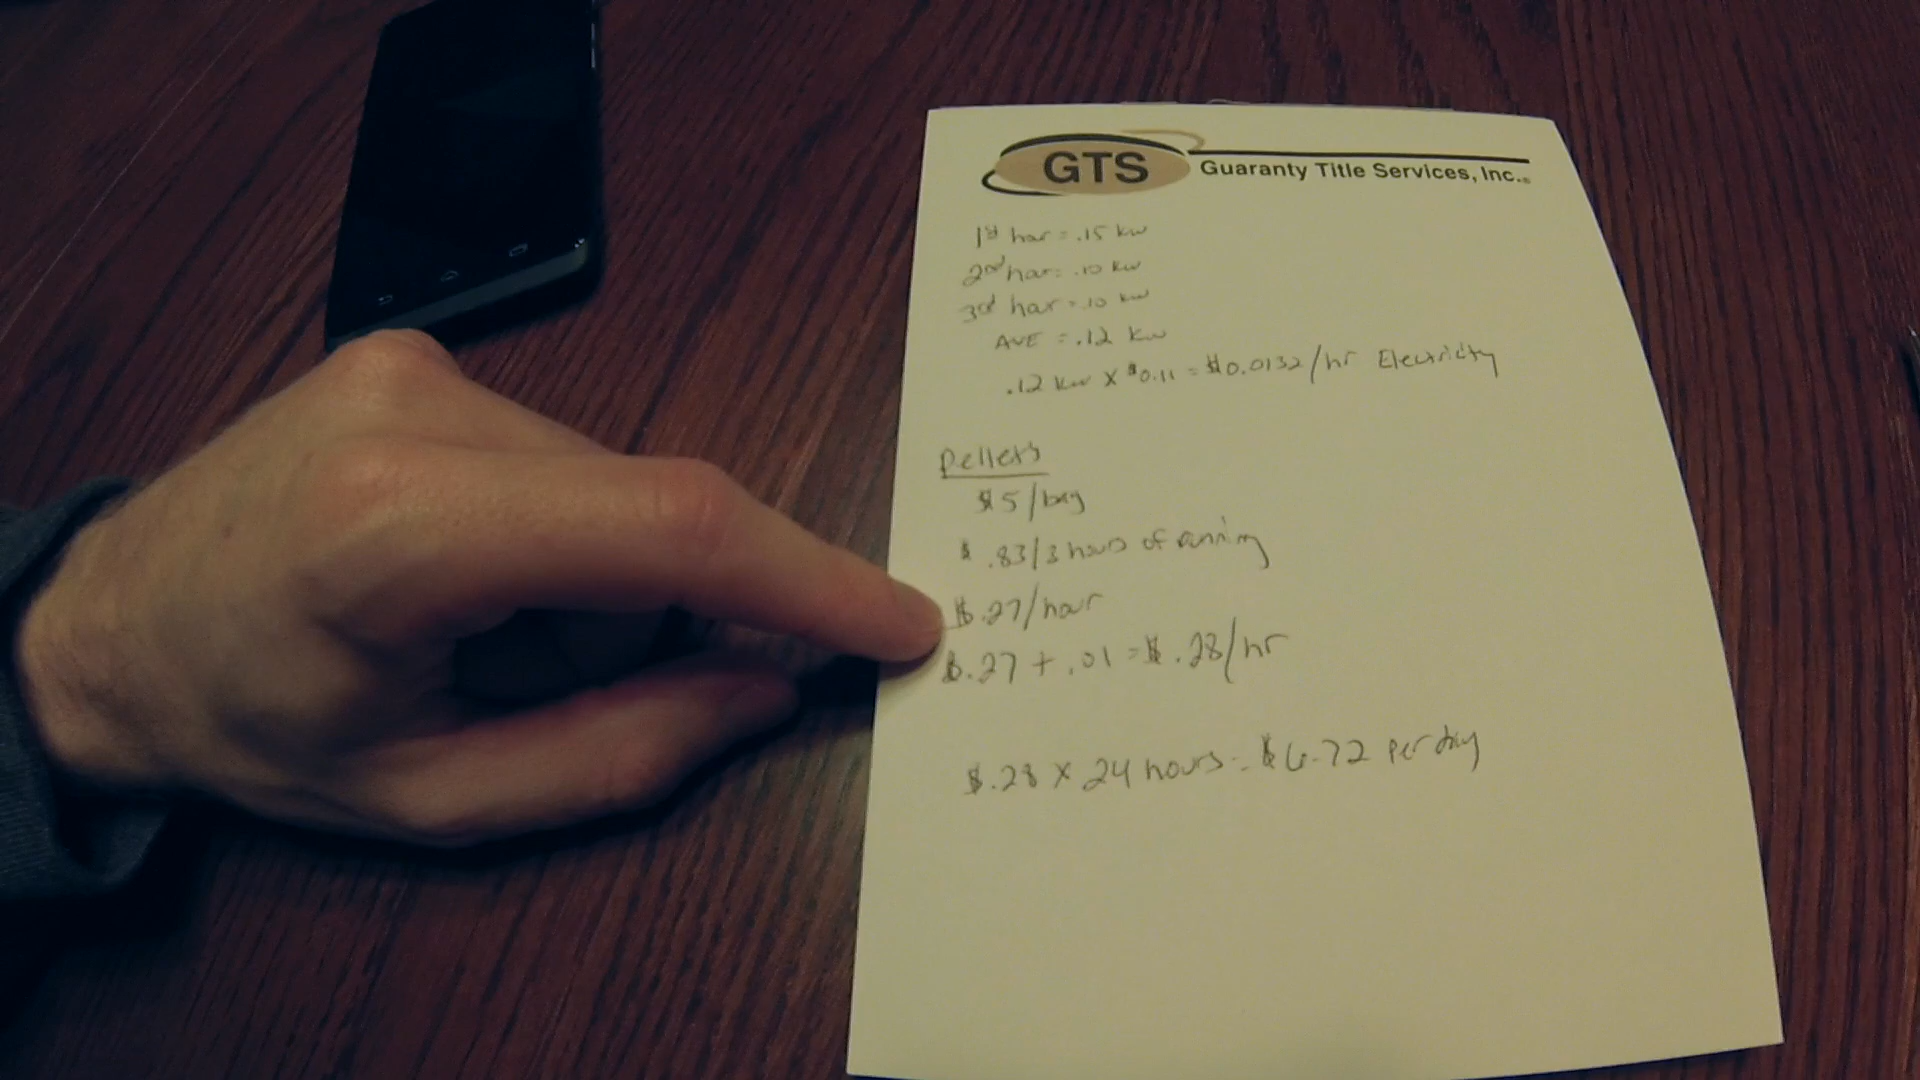 GTS Guaranty Title Services, Inc.®
1st hour = .15 kw
2nd hour = .10 kw
3rd hour = .10 kw
AVE = .12 kw
.12 kw x $0.11 = $0.0132/hr Electricity
Pellets
$5/bag
$.83/3 hours of running
$.27/hour
$.27 + .01 = $.28/hr
$.28 x 24 hours = $6.72 per day